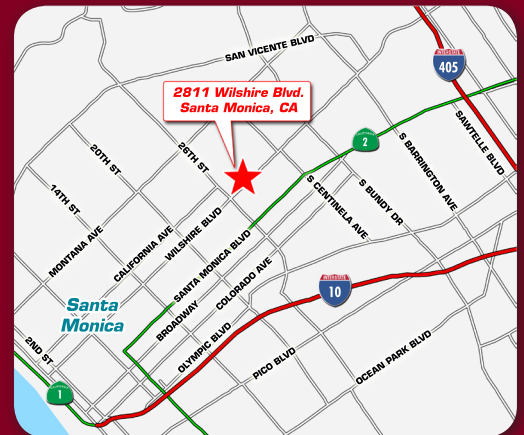 SAN VICENTE BLVD
INTERSTATE
405
2811 Wilshire Blvd.
Santa Monica, CA
CALIFORNIA
2
SAWTELLE BLVD
S BARRINGTON AVE
20TH ST
26TH ST
S BUNDY DR
S CENTINELA AVE
14TH ST
MONTANA AVE
CALIFORNIA AVE
WILSHIRE BLVD
SANTA MONICA BLVD
COLORADO AVE
BROADWAY
INTERSTATE
10
Santa
Monica
OLYMPIC BLVD
2ND ST
PICO BLVD
OCEAN PARK BLVD
CALIFORNIA
1